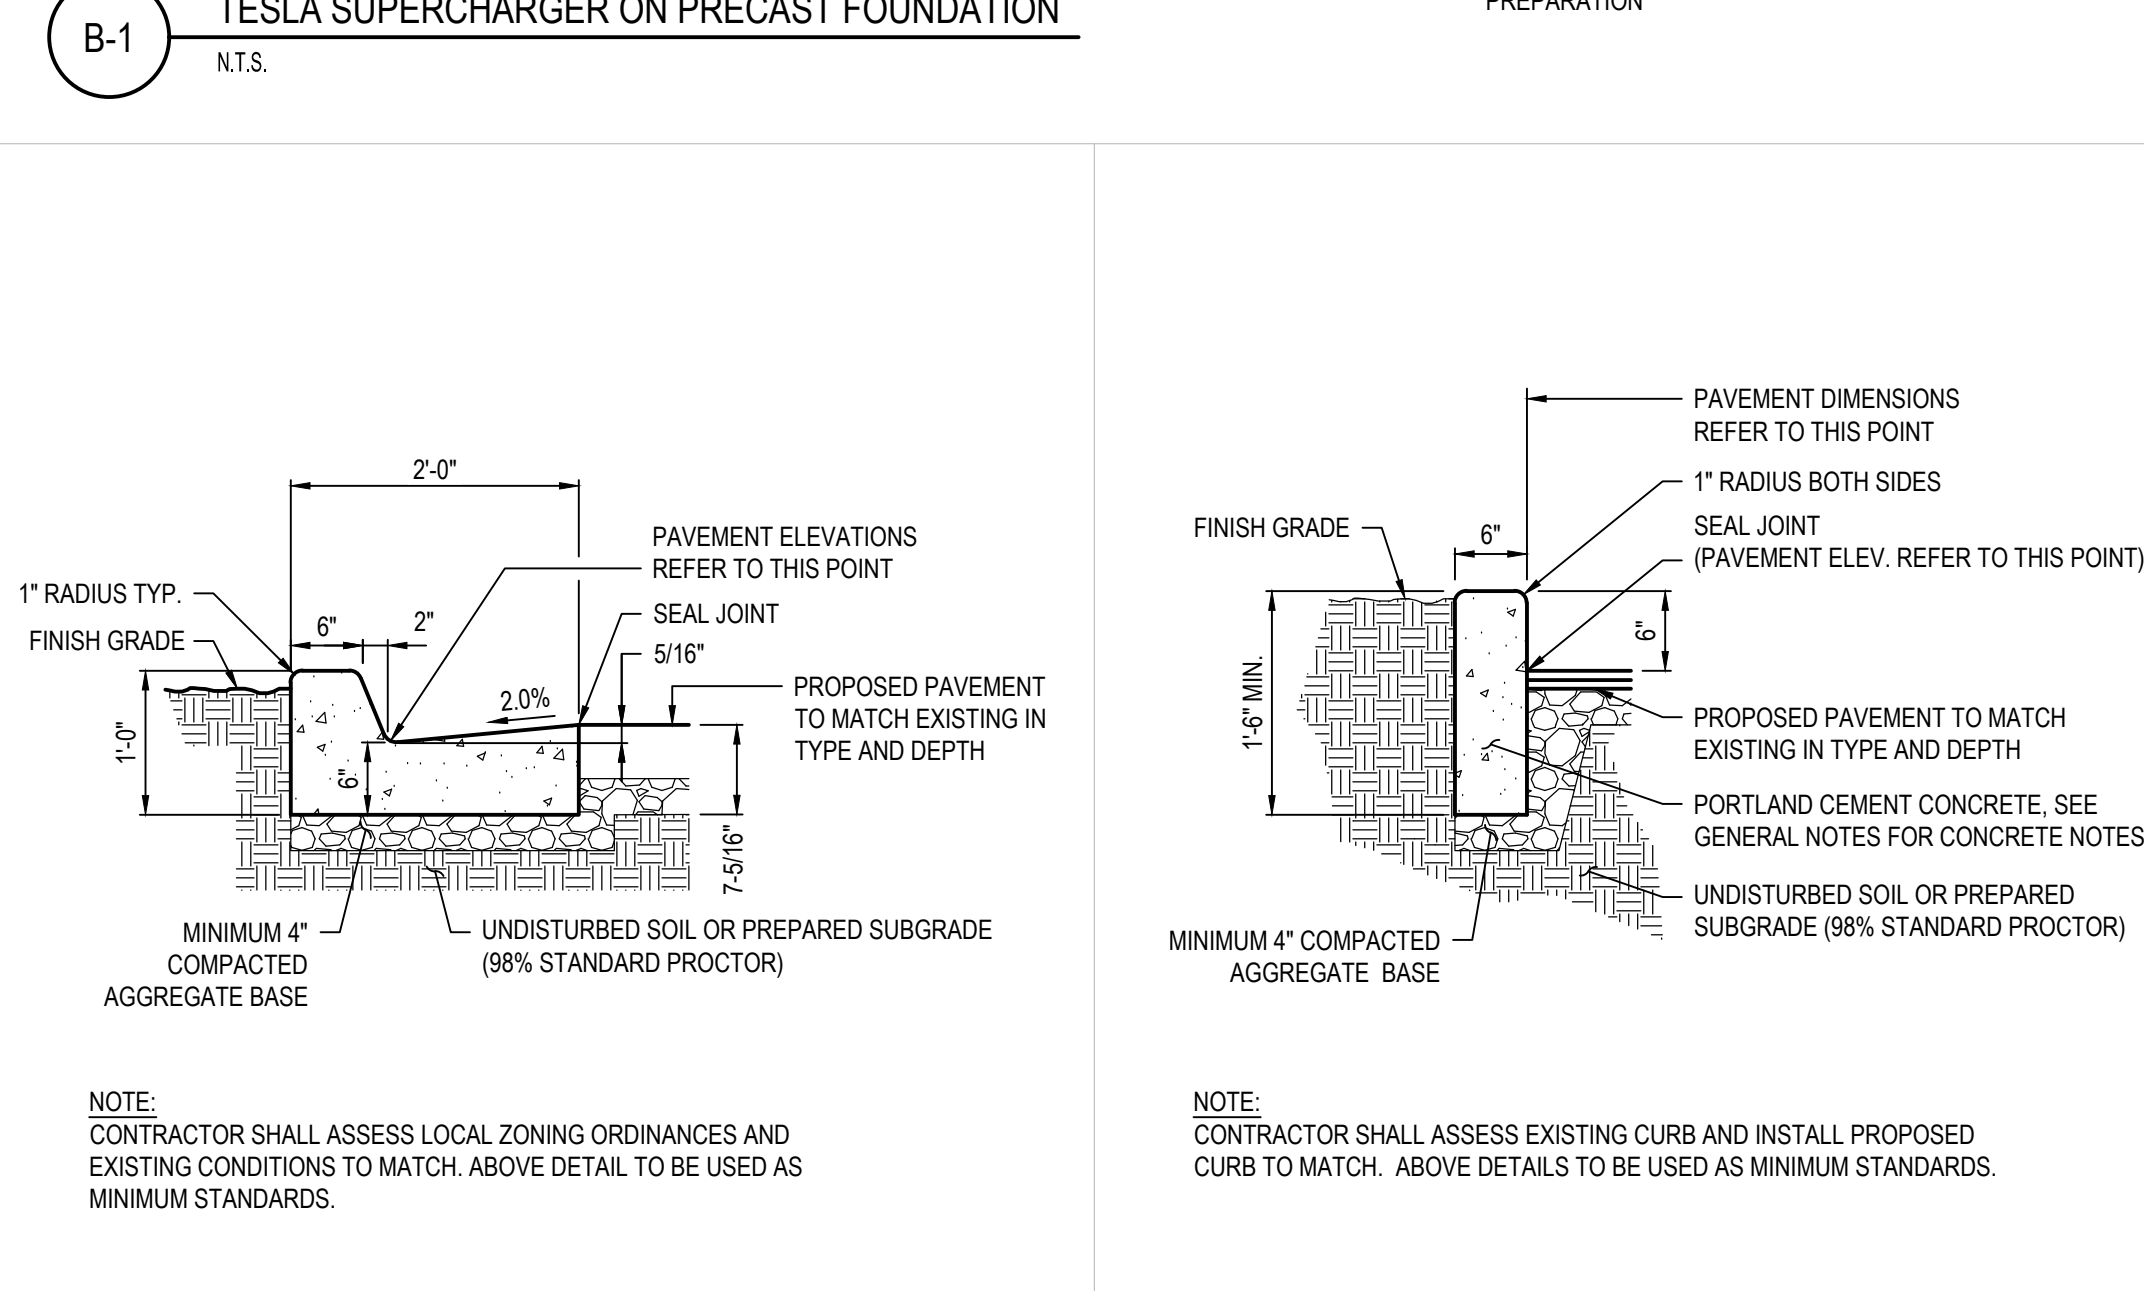 TESLA SUPERCHARGER ON PRECAST FOUNDATION
B-1
N.T.S.
PREPARATION
2'-0"
PAVEMENT ELEVATIONS
REFER TO THIS POINT
1" RADIUS TYP.
FINISH GRADE
6"
2"
SEAL JOINT
5/16"
2.0%
PROPOSED PAVEMENT
TO MATCH EXISTING IN
TYPE AND DEPTH
1'-0"
6"
7-5/16"
MINIMUM 4"
COMPACTED
AGGREGATE BASE
UNDISTURBED SOIL OR PREPARED SUBGRADE
(98% STANDARD PROCTOR)
NOTE:
CONTRACTOR SHALL ASSESS LOCAL ZONING ORDINANCES AND
EXISTING CONDITIONS TO MATCH. ABOVE DETAIL TO BE USED AS
MINIMUM STANDARDS.
PAVEMENT DIMENSIONS
REFER TO THIS POINT
1" RADIUS BOTH SIDES
FINISH GRADE
6"
SEAL JOINT
(PAVEMENT ELEV. REFER TO THIS POINT)
6"
1'-6" MIN.
PROPOSED PAVEMENT TO MATCH
EXISTING IN TYPE AND DEPTH
PORTLAND CEMENT CONCRETE, SEE
GENERAL NOTES FOR CONCRETE NOTES
UNDISTURBED SOIL OR PREPARED
SUBGRADE (98% STANDARD PROCTOR)
MINIMUM 4" COMPACTED
AGGREGATE BASE
NOTE:
CONTRACTOR SHALL ASSESS EXISTING CURB AND INSTALL PROPOSED
CURB TO MATCH. ABOVE DETAILS TO BE USED AS MINIMUM STANDARDS.